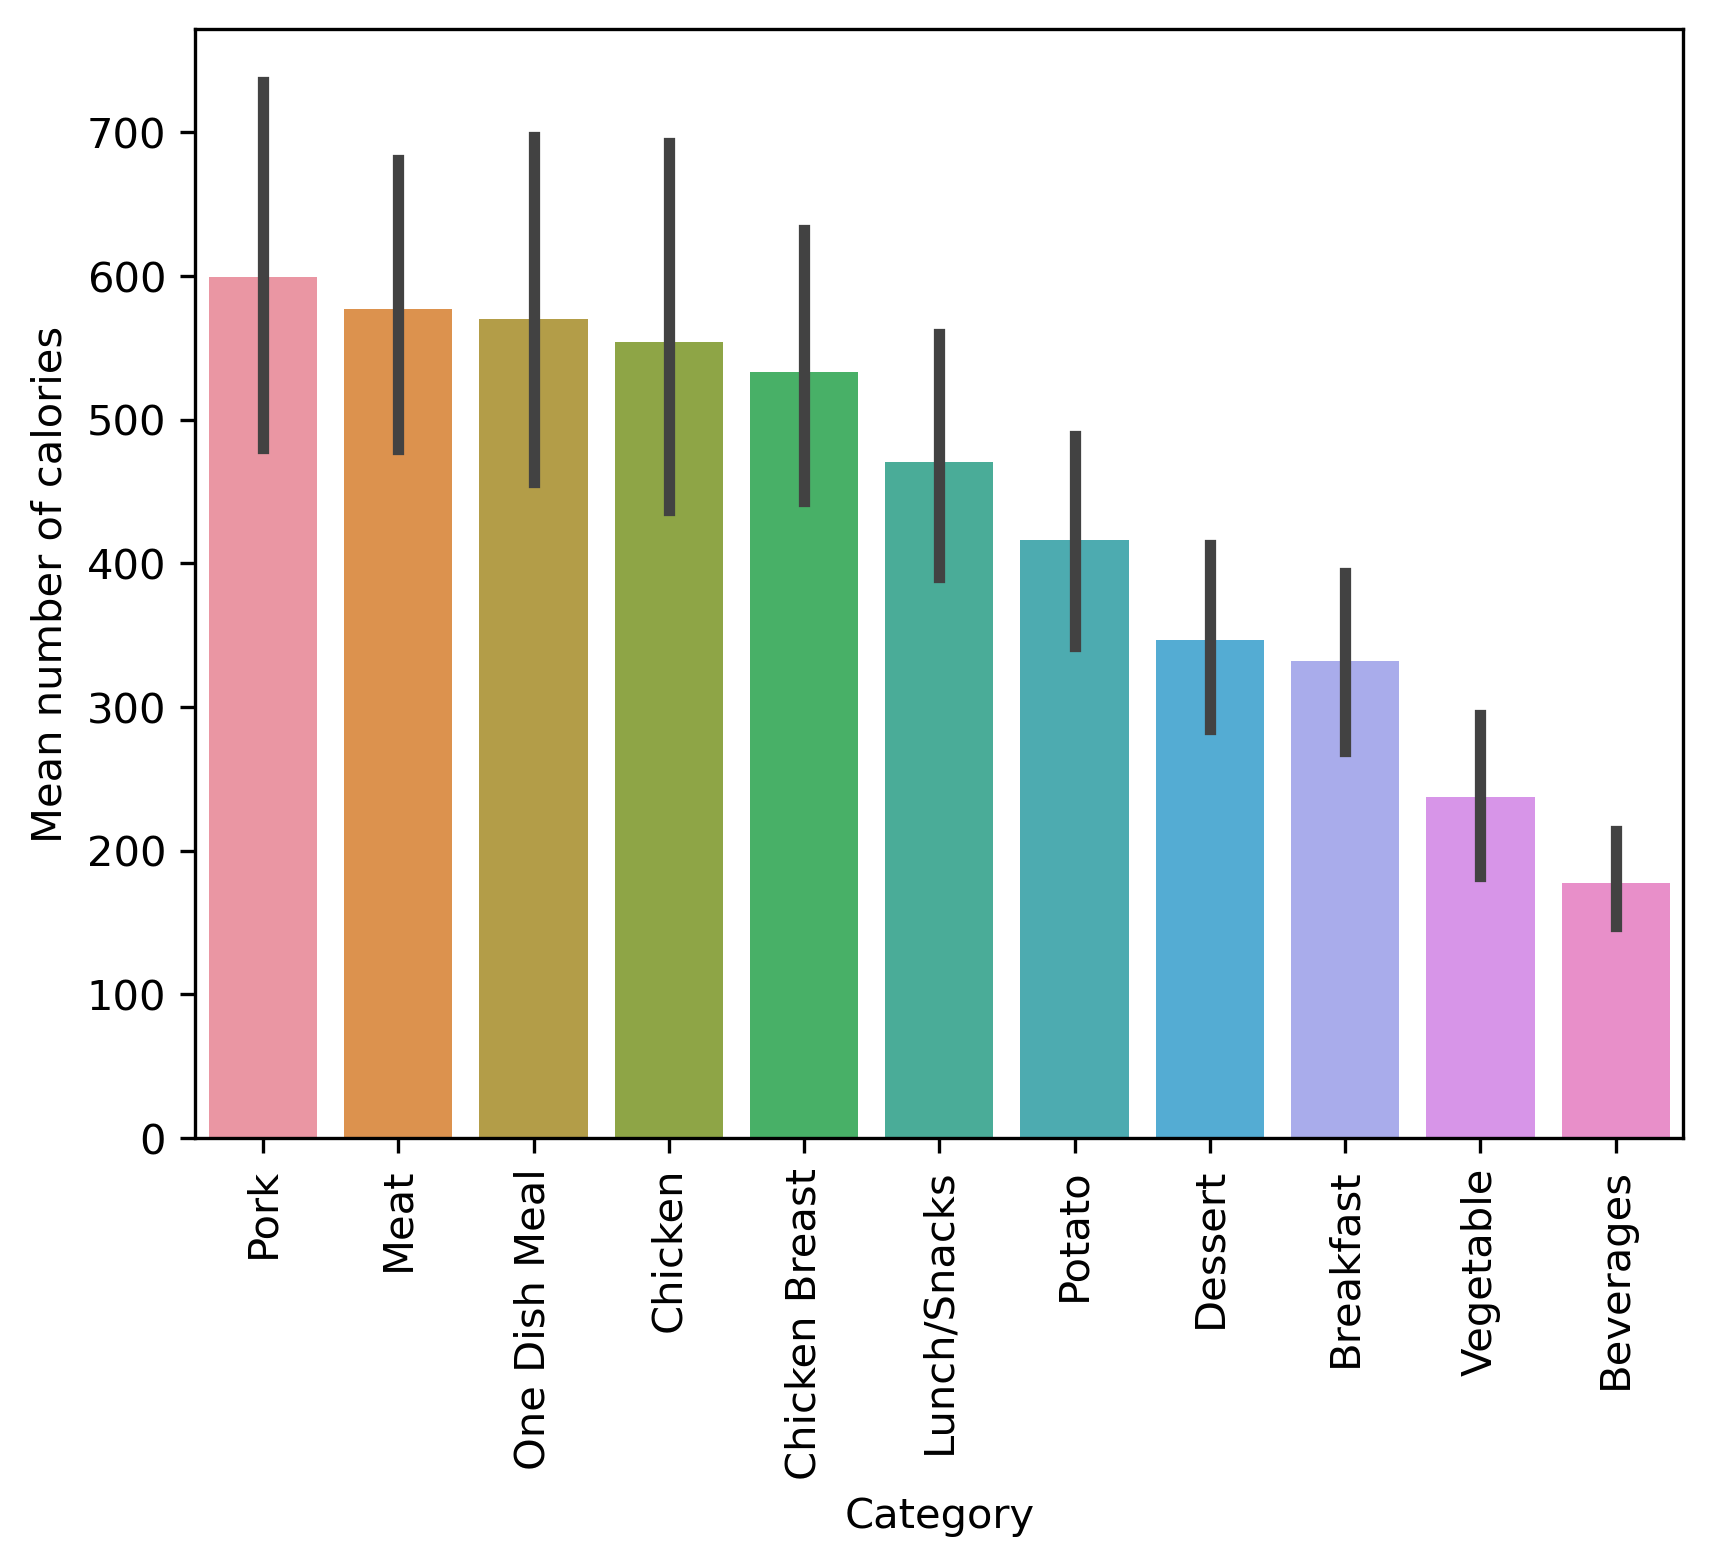 700
600
500
400
300
200
100
0
Mean number of calories
Pork
Meat
One Dish Meal
Chicken
Chicken Breast
Lunch/Snacks
Potato
Dessert
Breakfast
Vegetable
Beverages
Category